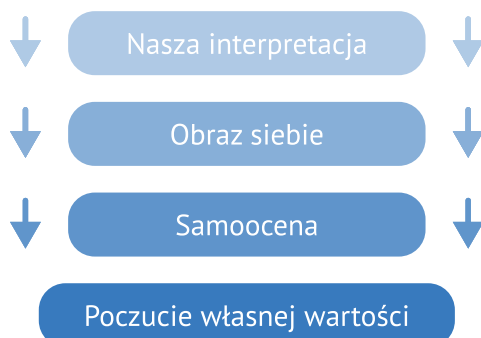 Nasza interpretacja
Obraz siebie
Samoocena
Poczucie własnej wartości